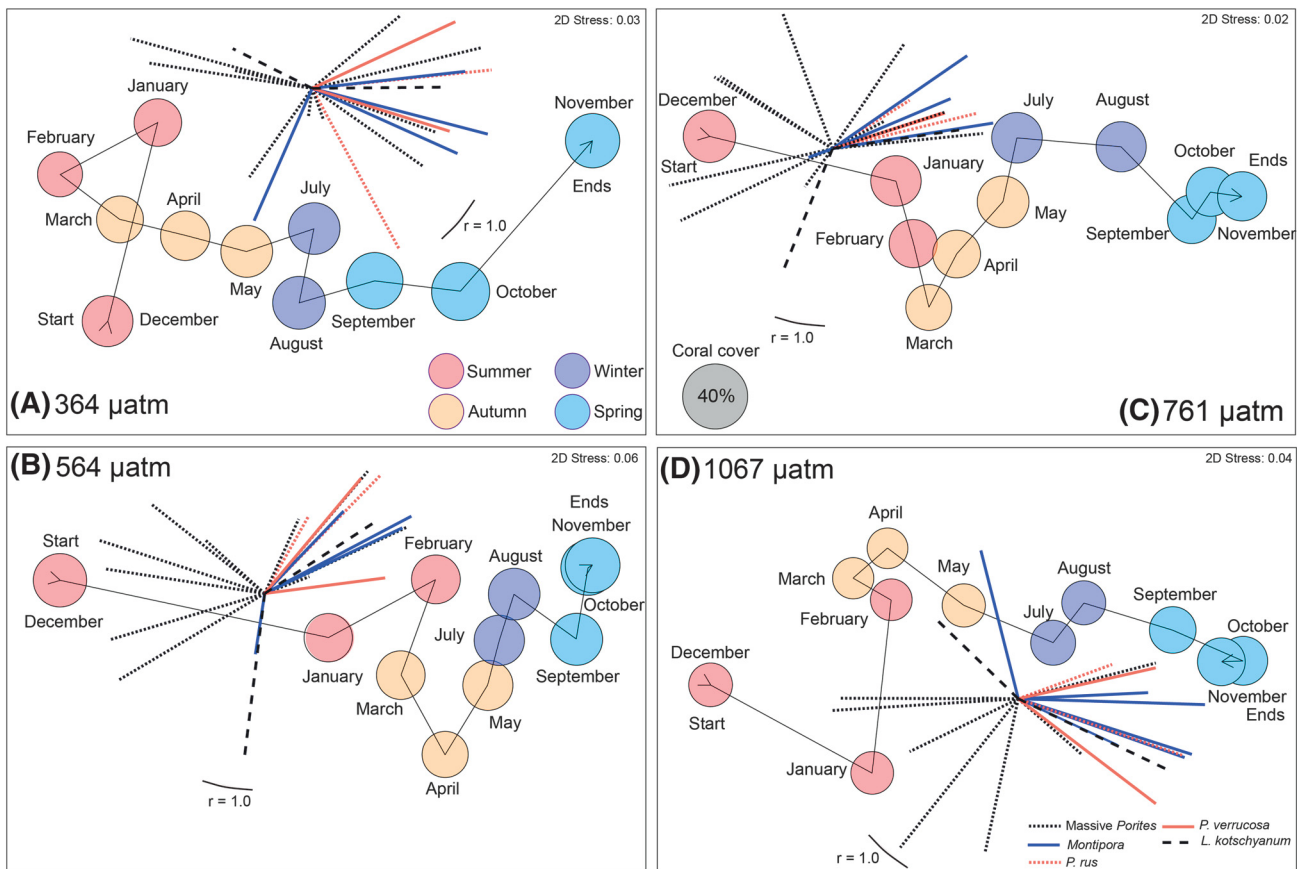 2D Stress: 0.03
January
February
March
April
July
May
November
Ends
r = 1.0
Start
December
August
September
October
Summer
Winter
Autumn
Spring
(A) 364 µatm
2D Stress: 0.02
December
Start
January
February
March
April
May
July
August
October
Ends
September
November
r = 1.0
Coral cover
40%
(C) 761 µatm
(B) 564 µatm
2D Stress: 0.06
Start
December
January
February
March
April
May
July
August
Ends
November
October
September
r = 1.0
(D) 1067 µatm
2D Stress: 0.04
April
March
February
May
August
July
September
October
December
Start
November
Ends
January
r = 1.0
Massive Porites
P. verrucosa
Montipora
L. kotschyanum
P. rus